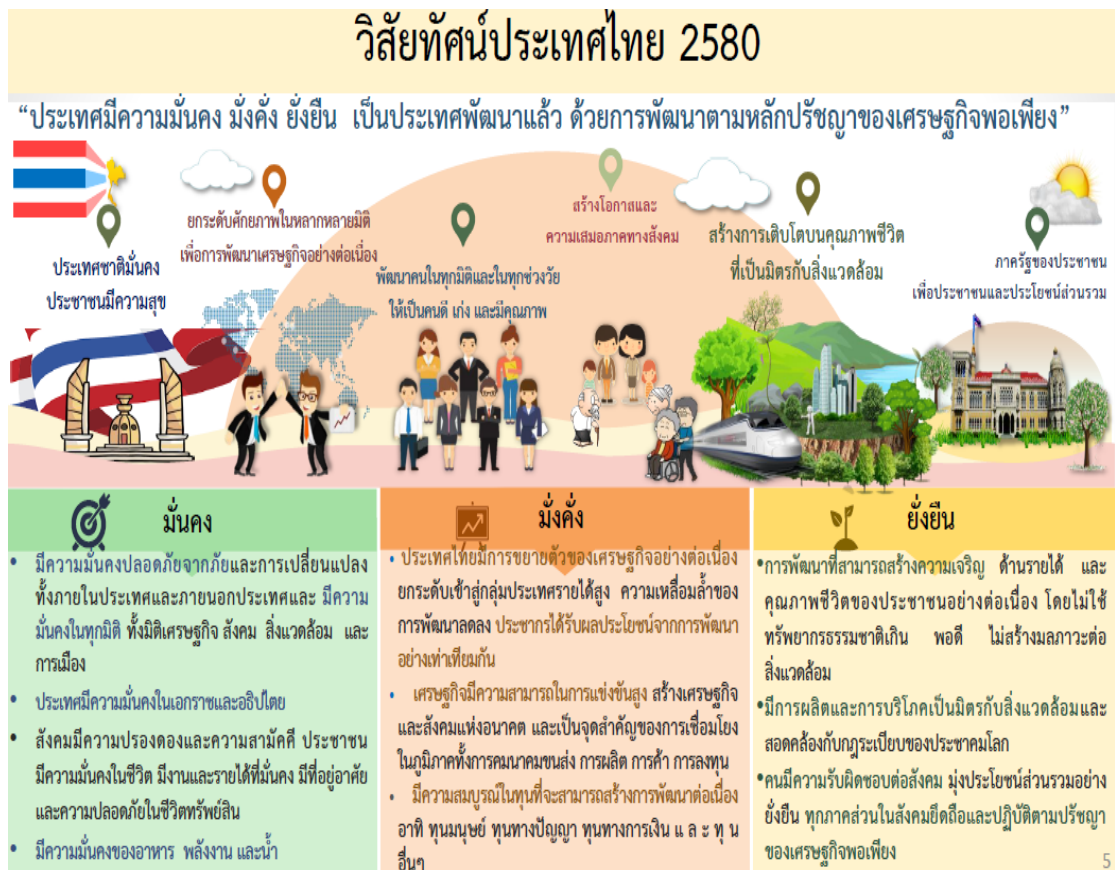 วิสัยทัศน์ประเทศไทย 2580
“ประเทศมีความมั่นคง มั่งคั่ง ยั่งยืน เป็นประเทศพัฒนาแล้ว ด้วยการพัฒนาตามหลักปรัชญาของเศรษฐกิจพอเพียง”
ประเทศชาติมั่นคง
ประชาชนมีความสุข
ยกระดับศักยภาพในหลากหลายมิติ
เพื่อการพัฒนาเศรษฐกิจอย่างต่อเนื่อง
พัฒนาคนในทุกมิติและในทุกช่วงวัย
ให้เป็นคนดี เก่ง และมีคุณภาพ
สร้างโอกาสและ
ความเสมอภาคทางสังคม
สร้างการเติบโตบนคุณภาพชีวิต
ที่เป็นมิตรกับสิ่งแวดล้อม
ภาครัฐของประชาชน
เพื่อประชาชนและประโยชน์ส่วนรวม
มั่นคง
• มีความมั่นคงปลอดภัยจากภัยและการเปลี่ยนแปลง
ทั้งภายในประเทศและภายนอกประเทศและ มีความ
มั่นคงในทุกมิติ ทั้งมิติเศรษฐกิจ สังคม สิ่งแวดล้อม และ
การเมือง
• ประเทศมีความมั่นคงในเอกราชและอธิปไตย
• สังคมมีความปรองดองและความสามัคคี ประชาชน
มีความมั่นคงในชีวิต มีงานและรายได้ที่มั่นคง มีที่อยู่อาศัย
และความปลอดภัยในชีวิตทรัพย์สิน
• มีความมั่นคงของอาหาร พลังงาน และน้ำ
มั่งคั่ง
• ประเทศไทยมีการขยายตัวของเศรษฐกิจอย่างต่อเนื่อง
ยกระดับเข้าสู่กลุ่มประเทศรายได้สูง ความเหลื่อมล้ำของ
การพัฒนาลดลง ประชากรได้รับผลประโยชน์จากการพัฒนา
อย่างเท่าเทียมกัน
• เศรษฐกิจมีความสามารถในการแข่งขันสูง สร้างเศรษฐกิจ
และสังคมแห่งอนาคต และเป็นจุดสำคัญของการเชื่อมโยง
ในภูมิภาคทั้งการคมนาคมขนส่ง การผลิต การค้า การลงทุน
• มีความสมบูรณ์ในทุนที่จะสามารถสร้างการพัฒนาต่อเนื่อง
อาทิ ทุนมนุษย์ ทุนทางปัญญา ทุนทางการเงิน แ ล ะ ทุ น
อื่นๆ
ยั่งยืน
•การพัฒนาที่สามารถสร้างความเจริญ ด้านรายได้ และ
คุณภาพชีวิตของประชาชนอย่างต่อเนื่อง โดยไม่ใช้
ทรัพยากรธรรมชาติเกิน พอดี ไม่สร้างมลภาวะต่อ
สิ่งแวดล้อม
•มีการผลิตและการบริโภคเป็นมิตรกับสิ่งแวดล้อมและ
สอดคล้องกับกฎระเบียบของประชาคมโลก
•คนมีความรับผิดชอบต่อสังคม มุ่งประโยชน์ส่วนรวมอย่าง
ยั่งยืน ทุกภาคส่วนในสังคมยึดถือและปฏิบัติตามปรัชญา
ของเศรษฐกิจพอเพียง
5